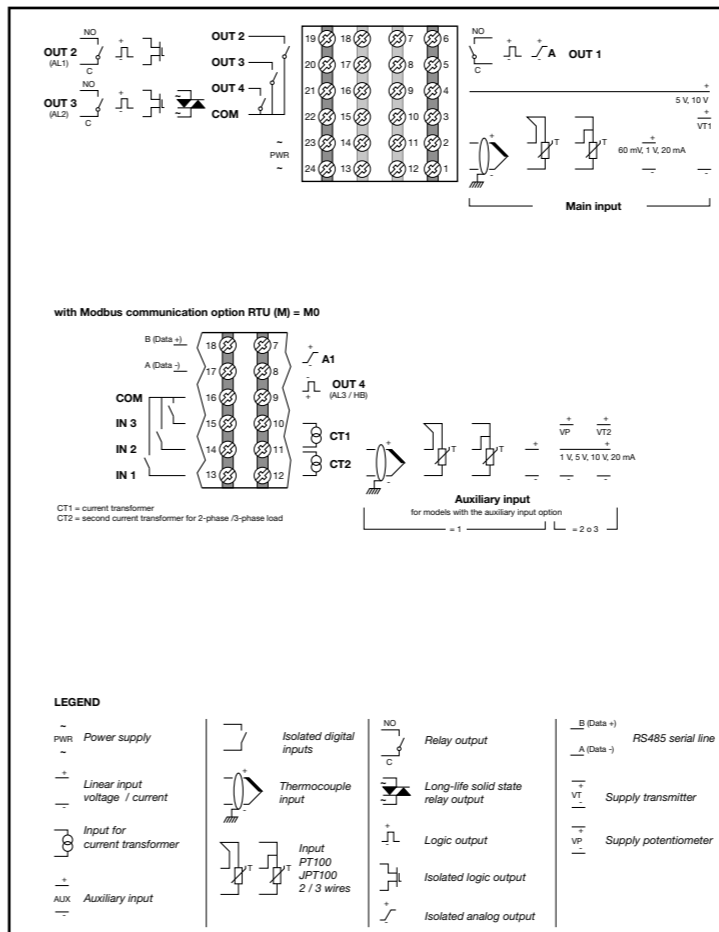 NO
OUT 2
(AL1)
C
+
-
OUT 2
OUT 3
OUT 4
COM
NO
OUT 3
(AL2)
C
+
-
~
PWR
~
19 18 7 6
20 17 8 5
21 16 9 4
22 15 10 3
23 14 11 2
24 13 12 1
NO
C
+
-
+
-
A OUT 1
+
5 V, 10 V
+
VT1
+
-
T
T
+
60 mV, 1 V, 20 mA
-
-
Main input
with Modbus communication option RTU (M) = M0
B (Data +)
A (Data -)
COM
IN 3
IN 2
IN 1
18 7
17 8
16 9
15 10
14 11
13 12
+
-
A1
-
+
OUT 4
(AL3 / HB)
CT1
CT2
+
-
T
T
+
-
+
VP
+
VT2
1 V, 5 V, 10 V, 20 mA
-
-
Auxiliary input
for models with the auxiliary input option
= 1
= 2 o 3
CT1 = current transformer
CT2 = second current transformer for 2-phase /3-phase load
LEGEND
~
PWR
~
Power supply
+
-
Linear input
voltage / current
Input for
current transformer
+
AUX
-
Auxiliary input
Isolated digital
inputs
+
-
Thermocouple
input
T
T
Input
PT100
JPT100
2 / 3 wires
NO
C
Relay output
~
~
Long-life solid state
relay output
+
-
Logic output
Isolated logic output
+
-
Isolated analog output
B (Data +)
A (Data -)
RS485 serial line
+
VT
-
Supply transmitter
+
VP
-
Supply potentiometer